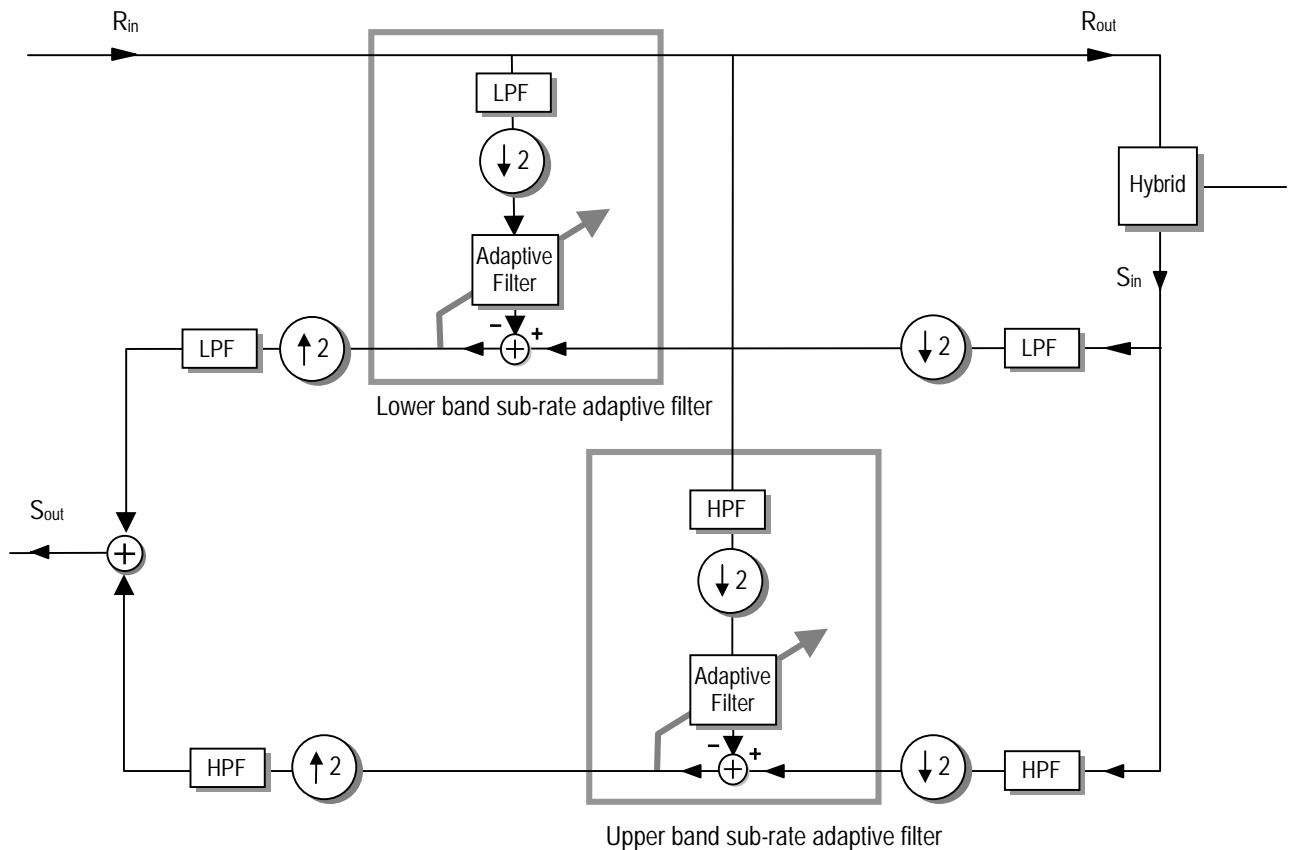 Rin
Rout
LPF
↓ 2
Hybrid
Adaptive
Filter
Sin
− +
LPF
↑ 2
+
↓ 2
LPF
Lower band sub-rate adaptive filter
HPF
Sout
+
↓ 2
Adaptive
Filter
− +
HPF
↑ 2
+
↓ 2
HPF
Upper band sub-rate adaptive filter